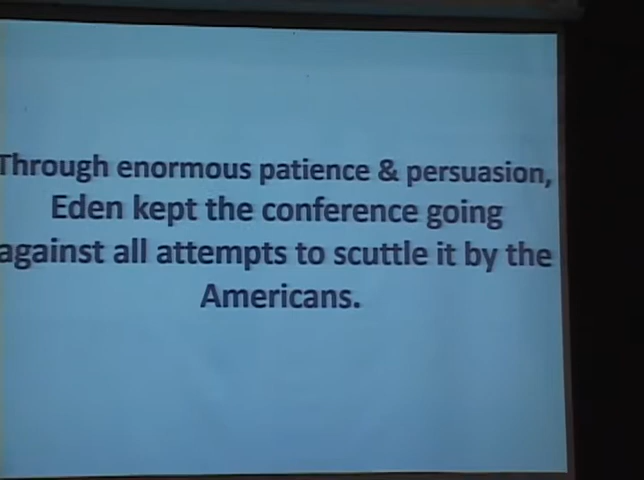 Through enormous patience & persuasion,
Eden kept the conference going
against all attempts to scuttle it by the
Americans.